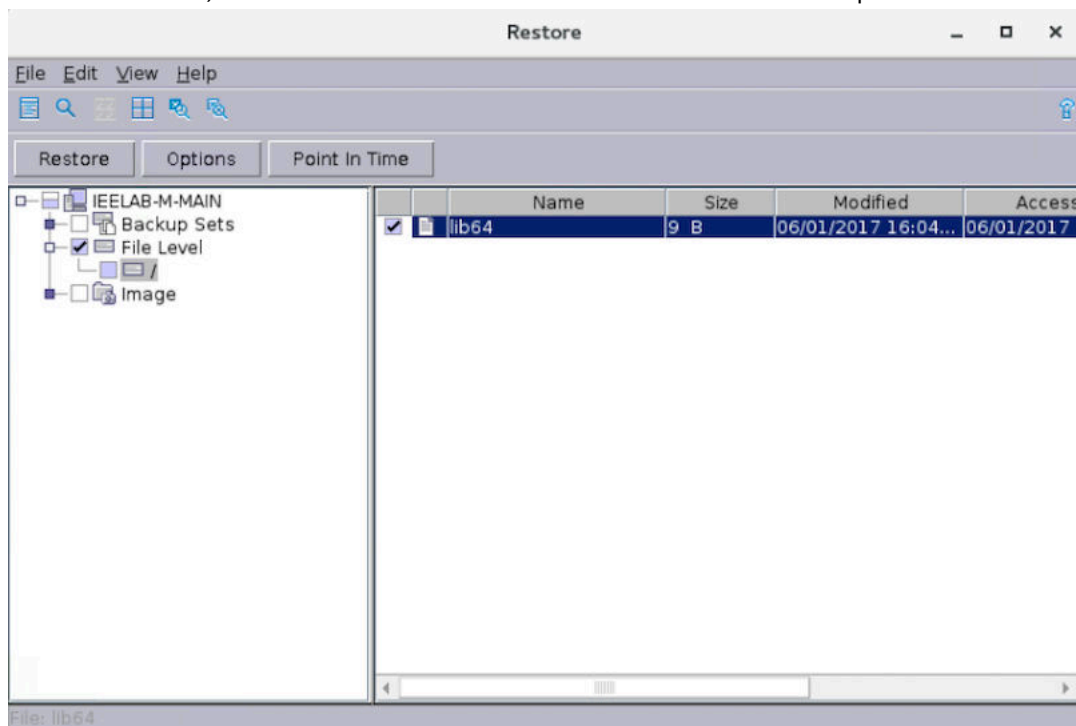 Restore
File Edit View Help
Restore Options Point In Time
IEELAB-M-MAIN
Backup Sets
File Level
/
Image
Name Size Modified Access
lib64 9 B 06/01/2017 16:04... 06/01/2017
File: lib64